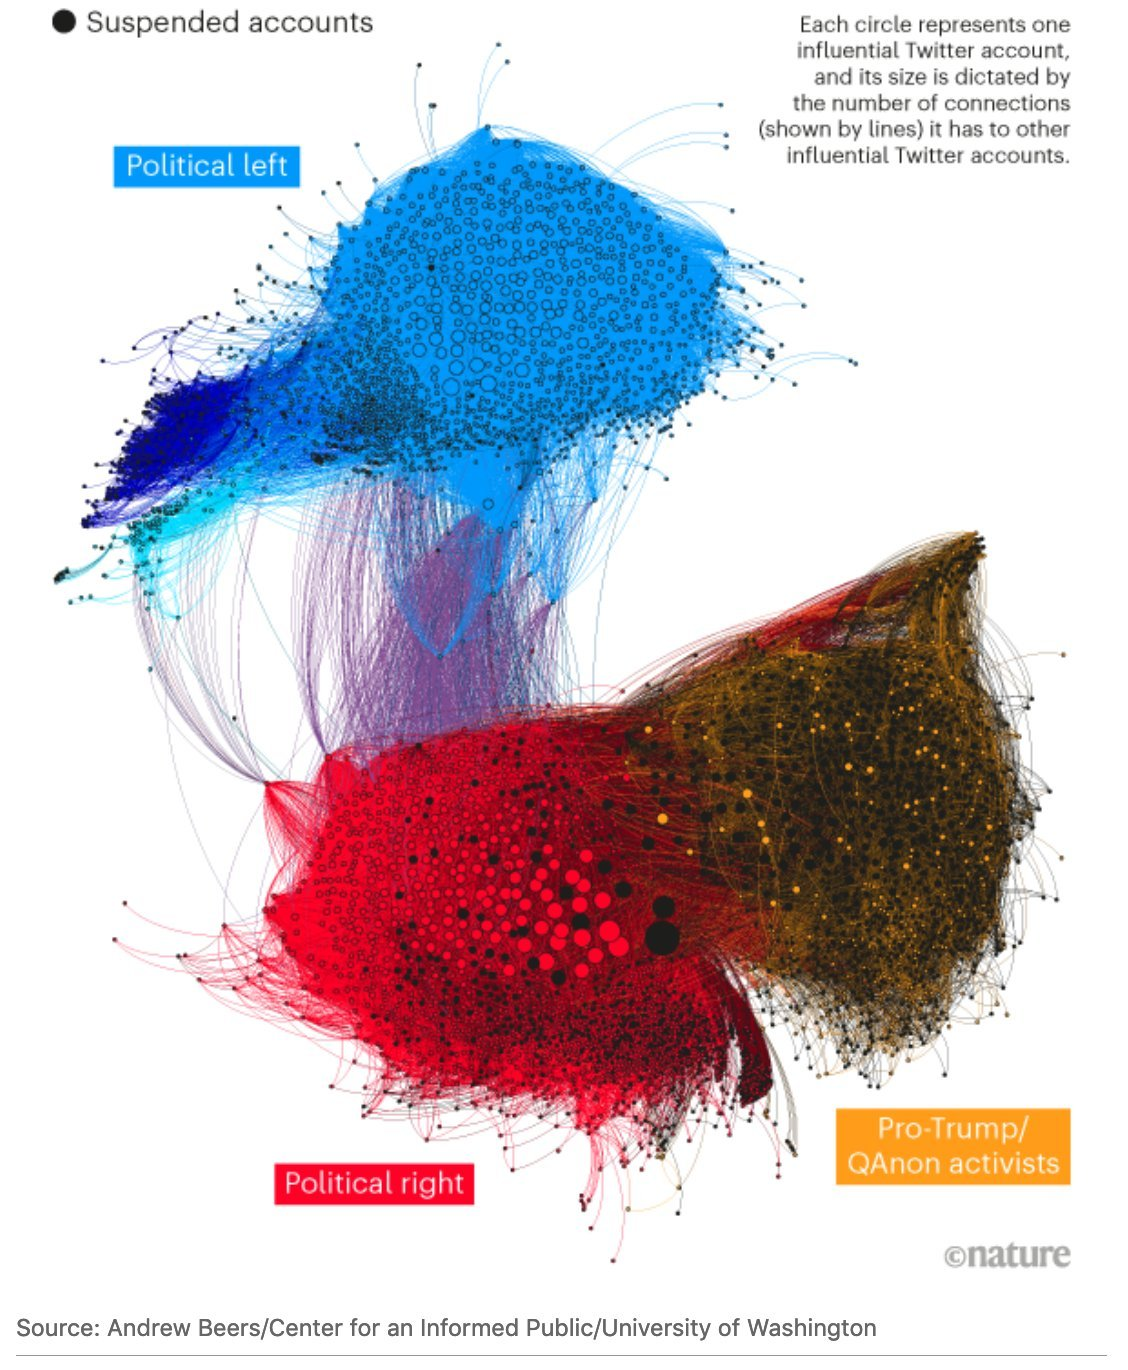 Suspended accounts
Each circle represents one
influential Twitter account,
and its size is dictated by
the number of connections
(shown by lines) it has to other
influential Twitter accounts.
Political left
Pro-Trump/
QAnon activists
Political right
©nature
Source: Andrew Beers/Center for an Informed Public/University of Washington